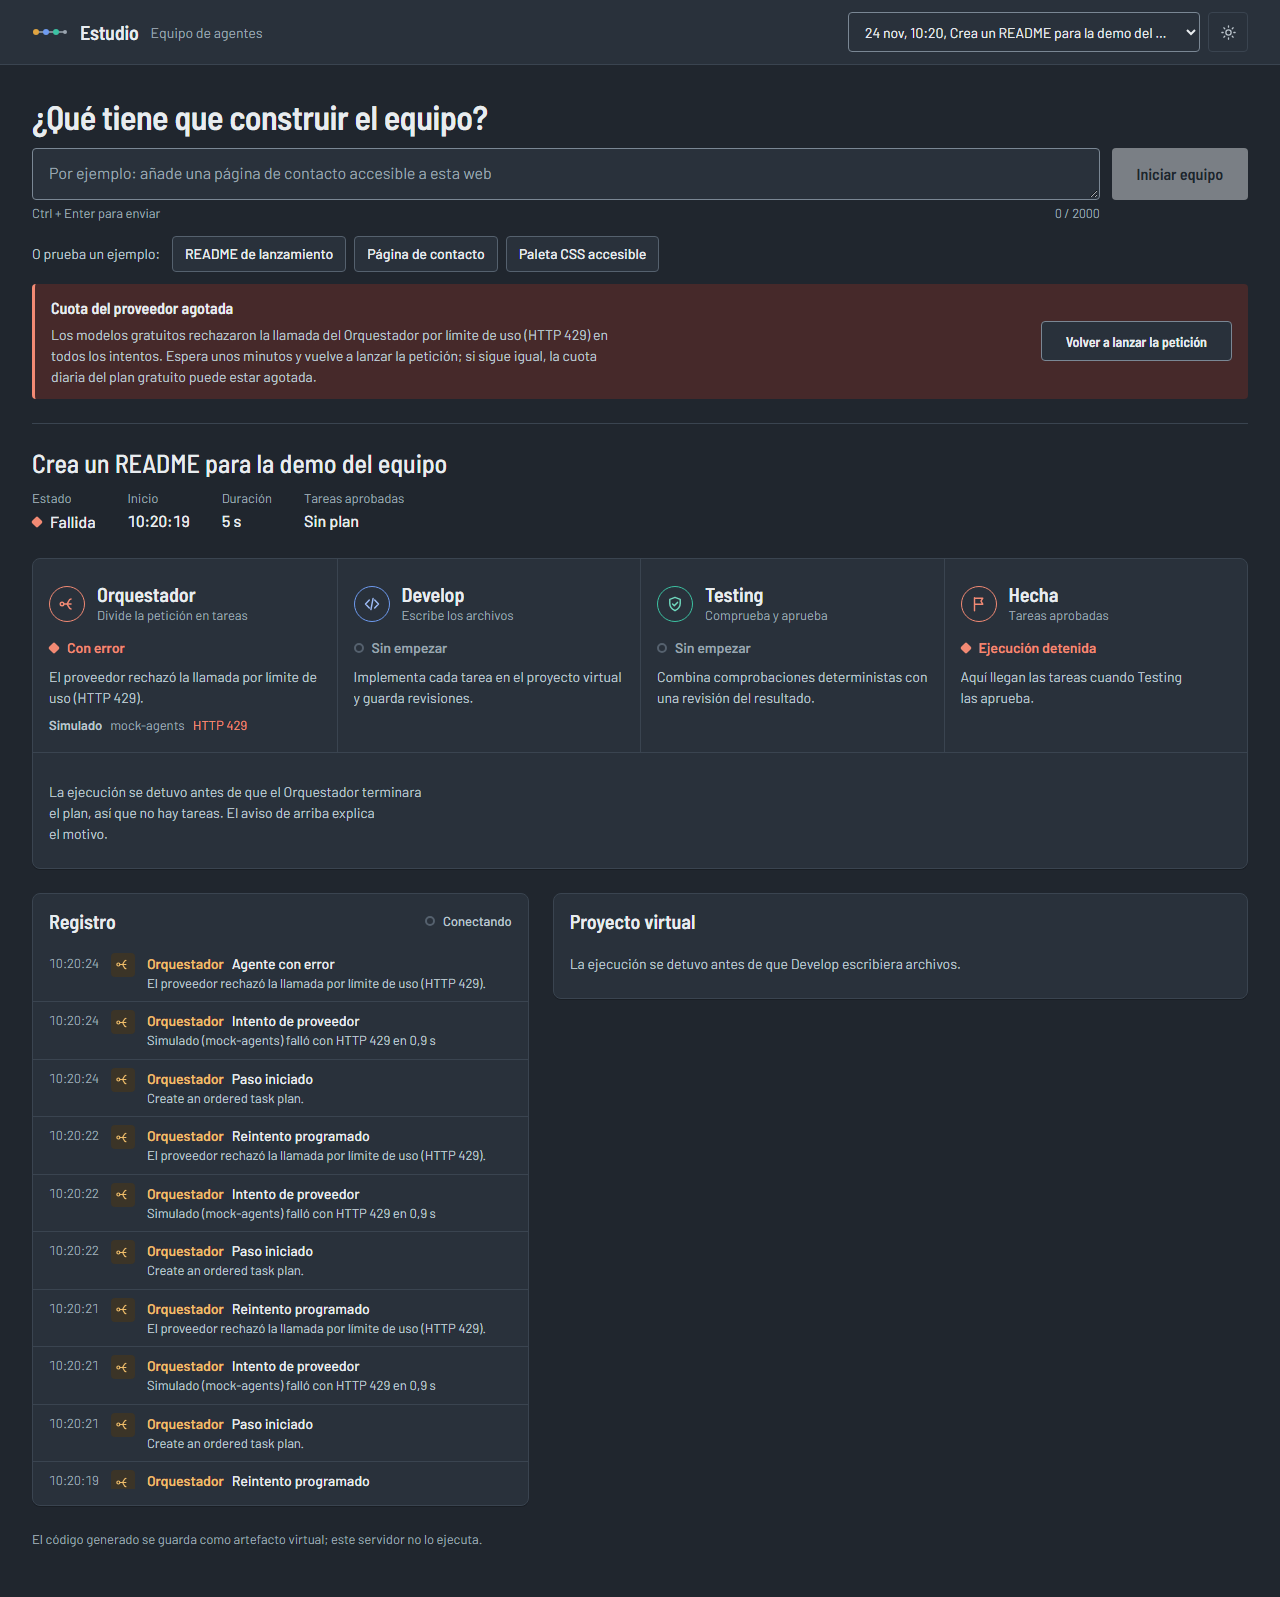 Estudio Equipo de agentes
24 nov, 10:20, Crea un README para la demo del ...
¿Qué tiene que construir el equipo?
Por ejemplo: añade una página de contacto accesible a esta web
Iniciar equipo
Ctrl + Enter para enviar
0 / 2000
O prueba un ejemplo:
README de lanzamiento
Página de contacto
Paleta CSS accesible
Cuota del proveedor agotada
Los modelos gratuitos rechazaron la llamada del Orquestador por límite de uso (HTTP 429) en
todos los intentos. Espera unos minutos y vuelve a lanzar la petición; si sigue igual, la cuota
diaria del plan gratuito puede estar agotada.
Volver a lanzar la petición
Crea un README para la demo del equipo
Estado
Fallida
Inicio
10:20:19
Duración
5 s
Tareas aprobadas
Sin plan
Orquestador
Divide la petición en tareas
Con error
El proveedor rechazó la llamada por límite de
uso (HTTP 429).
Simulado mock-agents HTTP 429
Develop
Escribe los archivos
Sin empezar
Implementa cada tarea en el proyecto virtual
y guarda revisiones.
Testing
Comprueba y aprueba
Sin empezar
Combina comprobaciones deterministas con
una revisión del resultado.
Hecha
Tareas aprobadas
Ejecución detenida
Aquí llegan las tareas cuando Testing
las aprueba.
La ejecución se detuvo antes de que el Orquestador terminara
el plan, así que no hay tareas. El aviso de arriba explica
el motivo.
Registro
Conectando
10:20:24 Orquestador Agente con error
El proveedor rechazó la llamada por límite de uso (HTTP 429).
10:20:24 Orquestador Intento de proveedor
Simulado (mock-agents) falló con HTTP 429 en 0,9 s
10:20:24 Orquestador Paso iniciado
Create an ordered task plan.
10:20:22 Orquestador Reintento programado
El proveedor rechazó la llamada por límite de uso (HTTP 429).
10:20:22 Orquestador Intento de proveedor
Simulado (mock-agents) falló con HTTP 429 en 0,9 s
10:20:22 Orquestador Paso iniciado
Create an ordered task plan.
10:20:21 Orquestador Reintento programado
El proveedor rechazó la llamada por límite de uso (HTTP 429).
10:20:21 Orquestador Intento de proveedor
Simulado (mock-agents) falló con HTTP 429 en 0,9 s
10:20:21 Orquestador Paso iniciado
Create an ordered task plan.
10:20:19 Orquestador Reintento programado
Proyecto virtual
La ejecución se detuvo antes de que Develop escribiera archivos.
El código generado se guarda como artefacto virtual; este servidor no lo ejecuta.